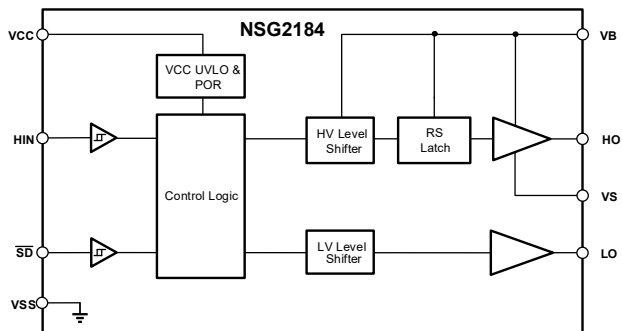 NSG2184
VCC
VB
VCC UVLO &
POR
HIN
HV Level
Shifter
RS
Latch
HO
Control Logic
VS
SD
LV Level
Shifter
LO
VSS